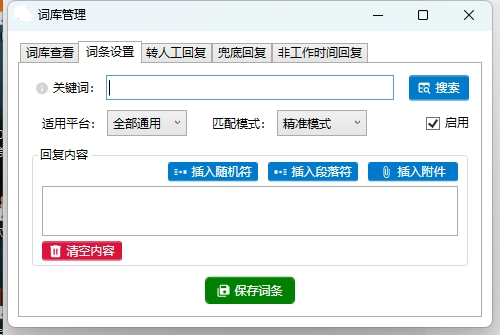 词库管理
词库查看 词条设置 转人工回复 兜底回复 非工作时间回复
关键词： 搜索
适用平台： 全部通用 匹配模式： 精准模式 启用
回复内容
插入随机符 插入段落符 插入附件
清空内容
保存词条